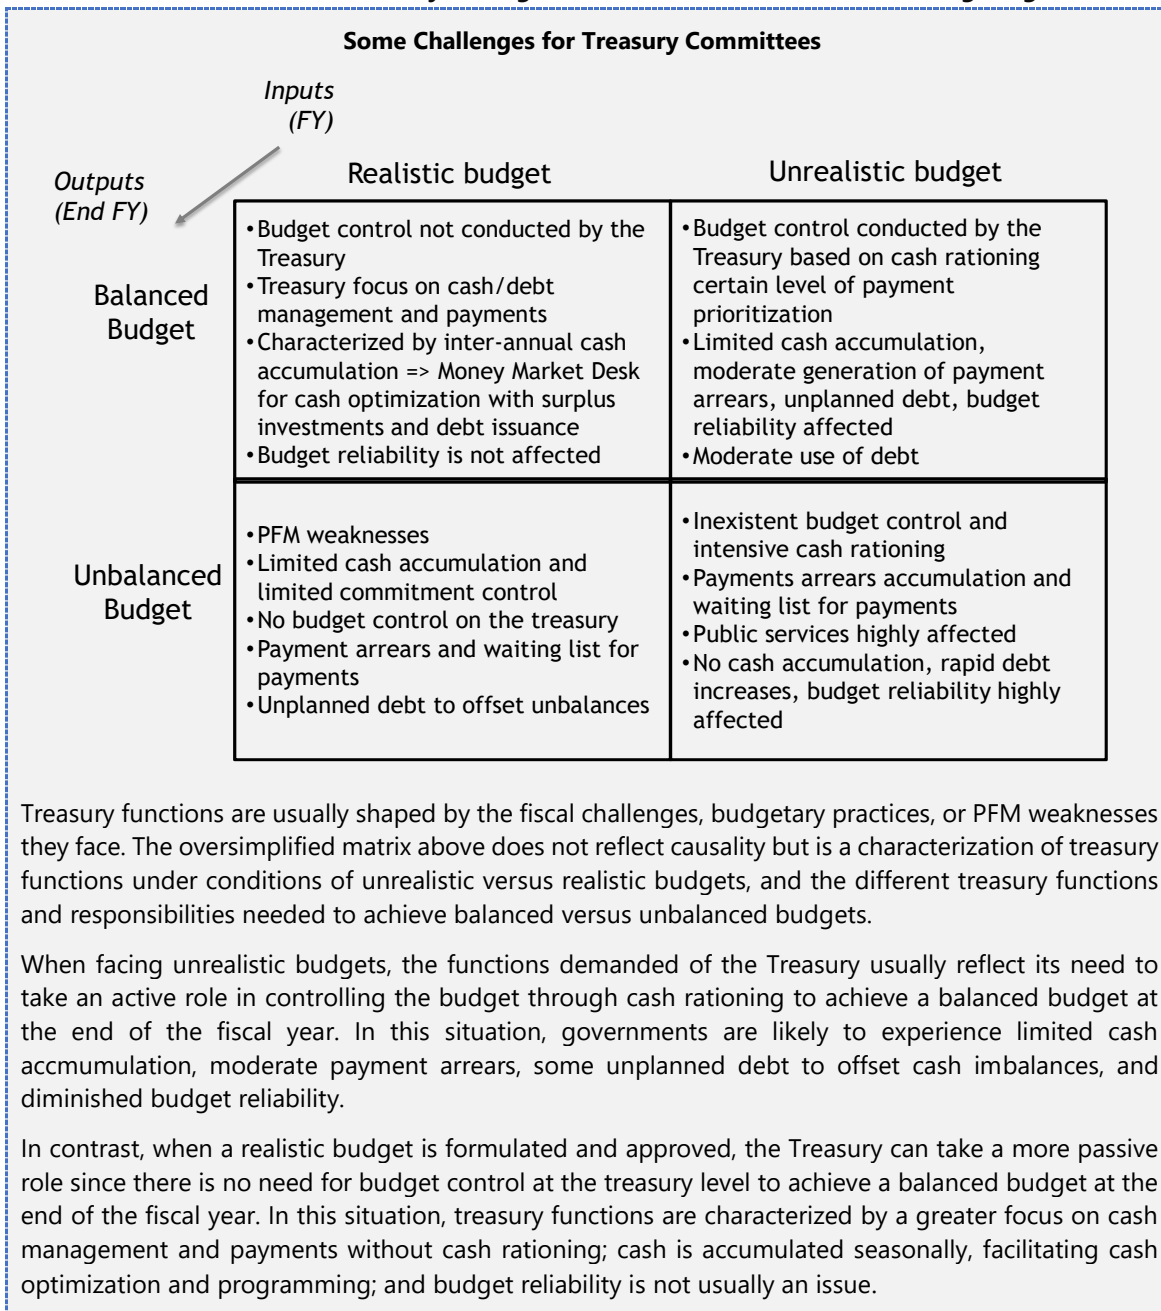 Some Challenges for Treasury Committees
Inputs
(FY)
Outputs
(End FY)
Realistic budget
Unrealistic budget
Balanced
Budget
•Budget control not conducted by the
Treasury
•Treasury focus on cash/debt
management and payments
•Characterized by inter-annual cash
accumulation => Money Market Desk
for cash optimization with surplus
investments and debt issuance
•Budget reliability is not affected
•Budget control conducted by the
Treasury based on cash rationing
certain level of payment
prioritization
•Limited cash accumulation,
moderate generation of payment
arrears, unplanned debt, budget
reliability affected
•Moderate use of debt
Unbalanced
Budget
•PFM weaknesses
•Limited cash accumulation and
limited commitment control
•No budget control on the treasury
•Payment arrears and waiting list for
payments
•Unplanned debt to offset unbalances
•Inexistent budget control and
intensive cash rationing
•Payments arrears accumulation and
waiting list for payments
•Public services highly affected
•No cash accumulation, rapid debt
increases, budget reliability highly
affected
Treasury functions are usually shaped by the fiscal challenges, budgetary practices, or PFM weaknesses
they face. The oversimplified matrix above does not reflect causality but is a characterization of treasury
functions under conditions of unrealistic versus realistic budgets, and the different treasury functions
and responsibilities needed to achieve balanced versus unbalanced budgets.
When facing unrealistic budgets, the functions demanded of the Treasury usually reflect its need to
take an active role in controlling the budget through cash rationing to achieve a balanced budget at
the end of the fiscal year. In this situation, governments are likely to experience limited cash
accmumulation, moderate payment arrears, some unplanned debt to offset cash imbalances, and
diminished budget reliability.
In contrast, when a realistic budget is formulated and approved, the Treasury can take a more passive
role since there is no need for budget control at the treasury level to achieve a balanced budget at the
end of the fiscal year. In this situation, treasury functions are characterized by a greater focus on cash
management and payments without cash rationing; cash is accumulated seasonally, facilitating cash
optimization and programming; and budget reliability is not usually an issue.